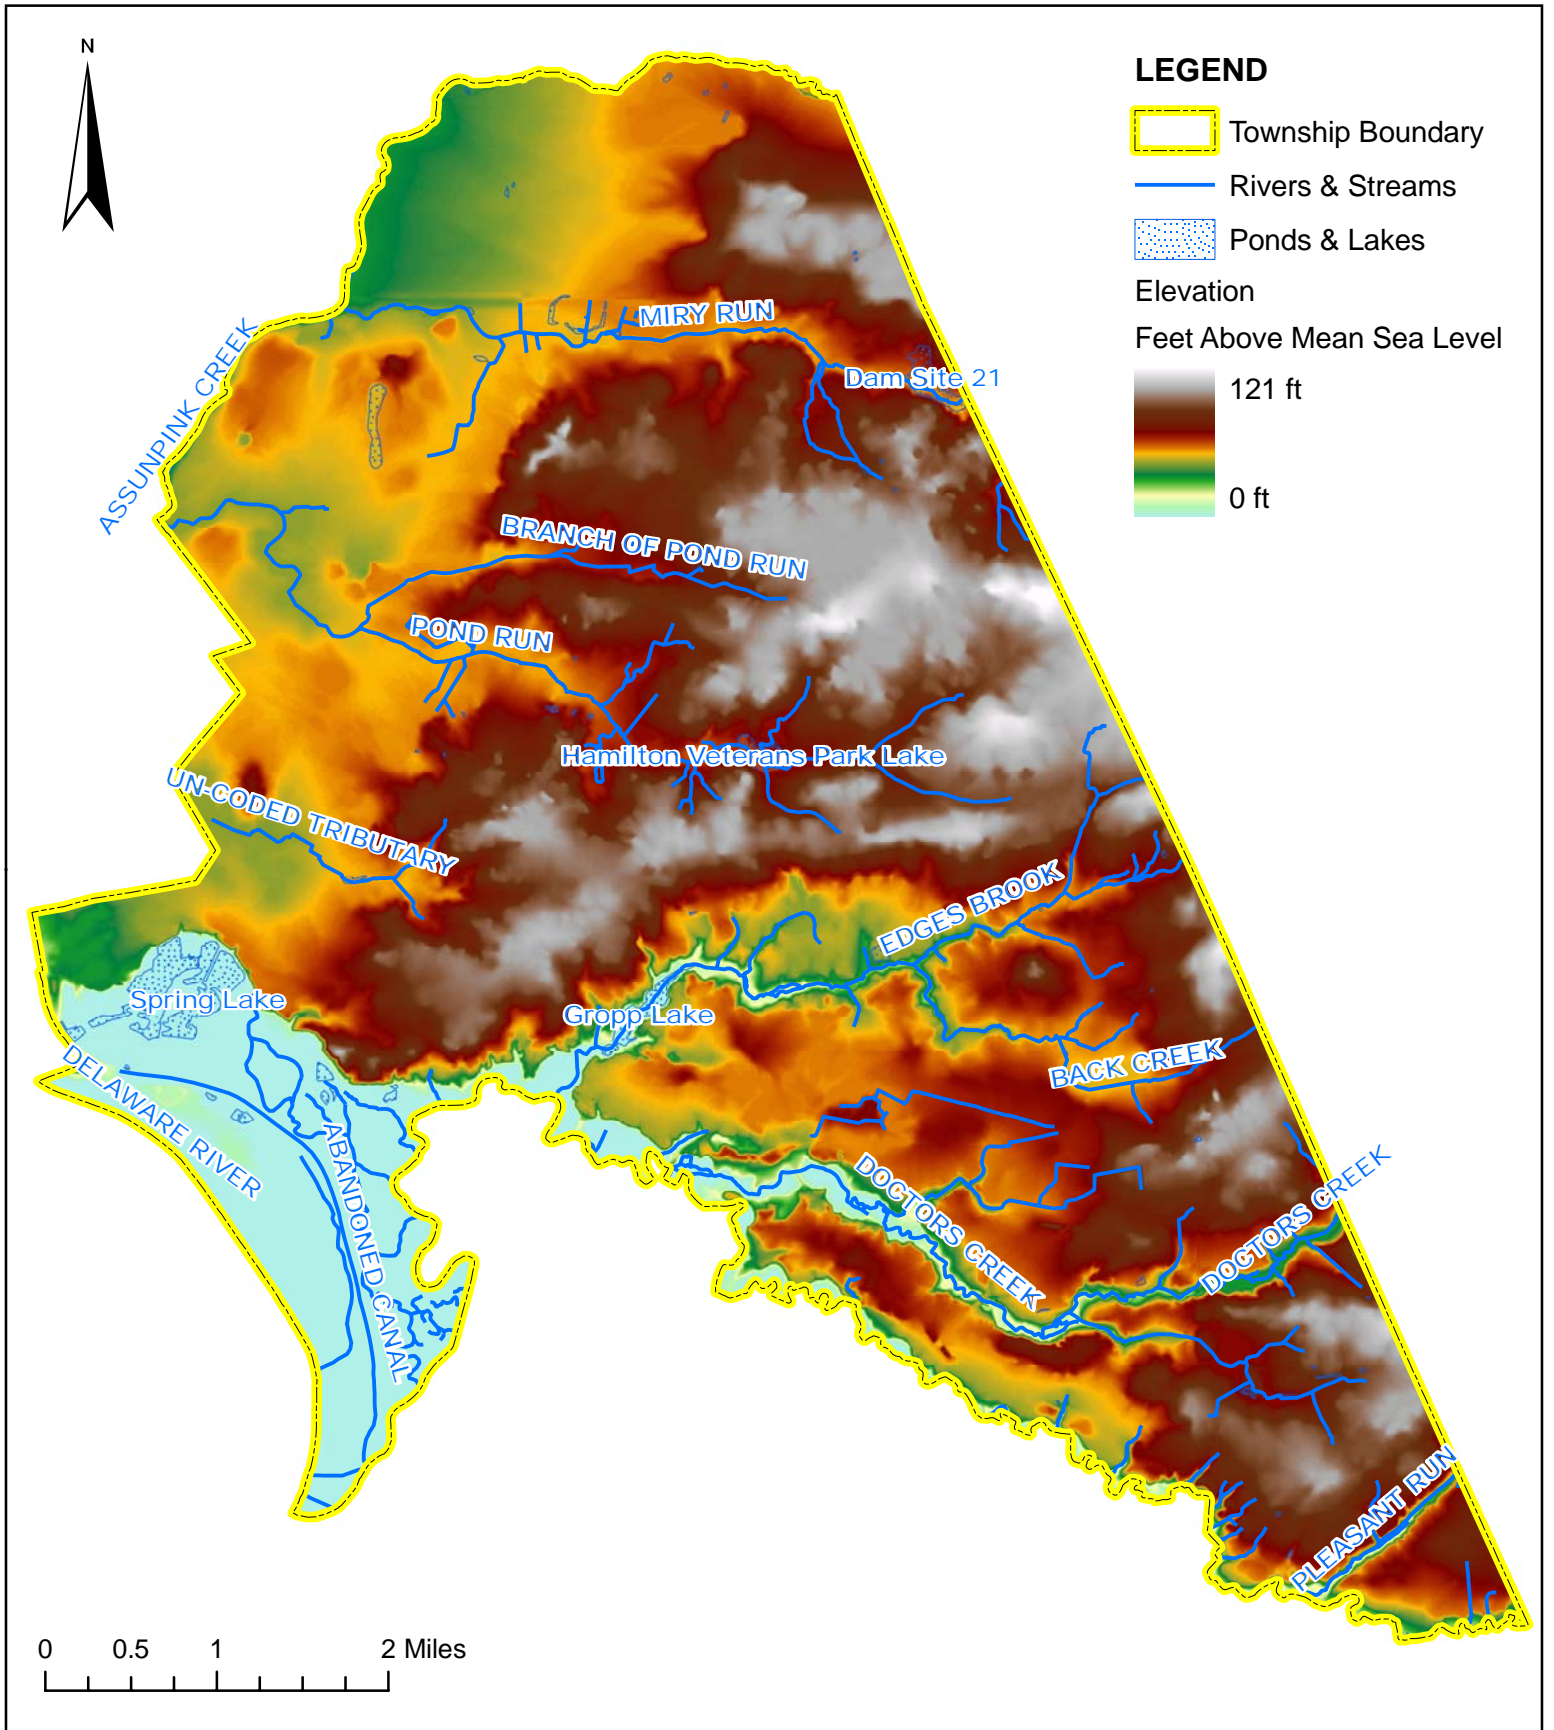 N
LEGEND
Township Boundary
Rivers & Streams
Ponds & Lakes
Elevation
Feet Above Mean Sea Level
121 ft
0 ft
MIRY RUN
Dam Site 21
ASSUNPINK CREEK
BRANCH OF POND RUN
POND RUN
Hamilton Veterans Park Lake
UN-CODED TRIBUTARY
EDGES BROOK
Spring Lake
Gropp Lake
BACK CREEK
DELAWARE RIVER
ABANDONED CANAL
DOCTORS CREEK
DOCTORS CREEK
PLEASANT RUN
0 0.5 1 2 Miles